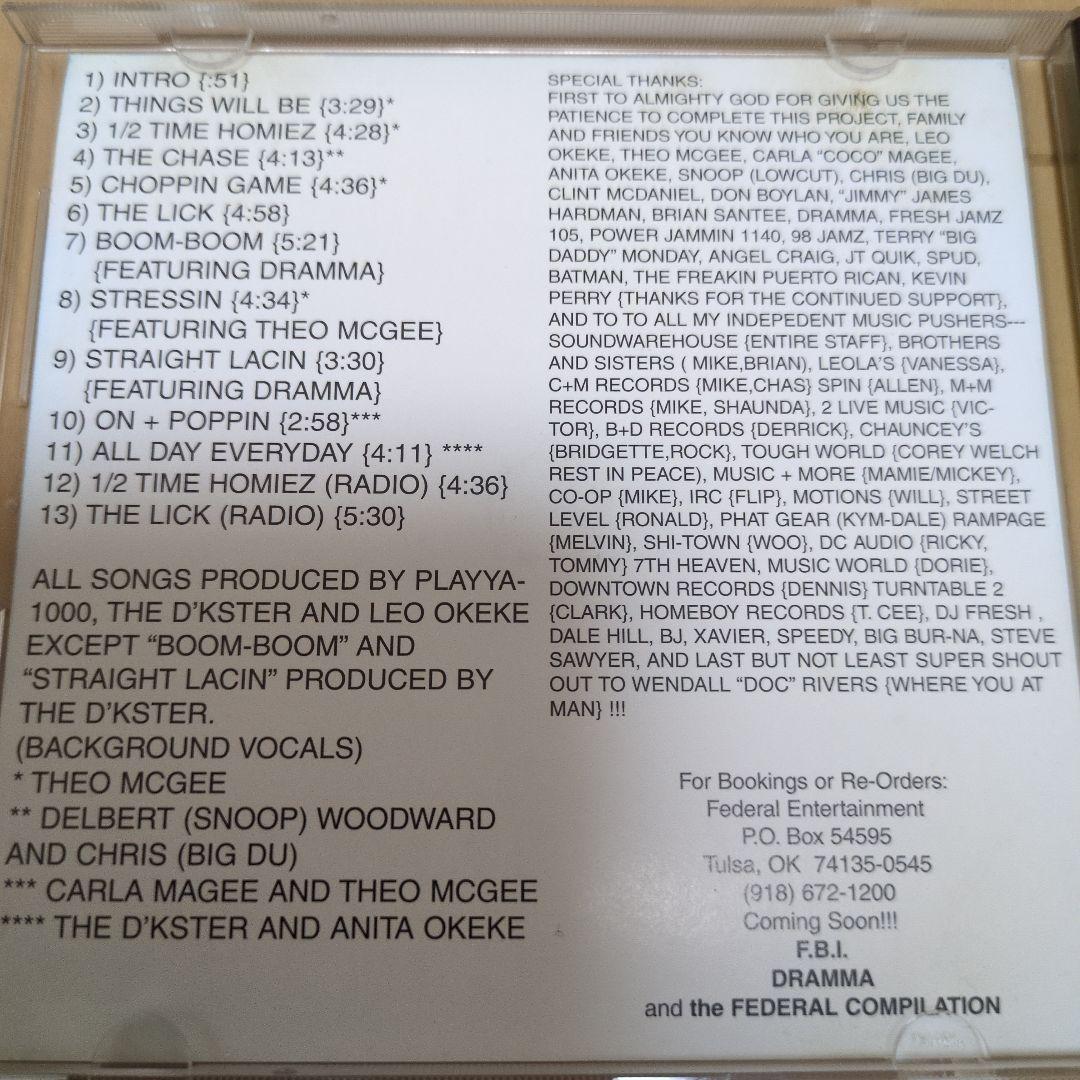 1) INTRO {:51}
2) THINGS WILL BE {3:29}*
3) 1/2 TIME HOMIEZ {4:28}*
4) THE CHASE {4:13}**
5) CHOPPIN GAME {4:36}*
6) THE LICK {4:58}
7) BOOM-BOOM {5:21}
{FEATURING DRAMMA}
8) STRESSIN {4:34}*
{FEATURING THEO MCGEE}
9) STRAIGHT LACIN {3:30}
{FEATURING DRAMMA}
10) ON + POPPIN {2:58}***
11) ALL DAY EVERYDAY {4:11} ****
12) 1/2 TIME HOMIEZ (RADIO) {4:36}
13) THE LICK (RADIO) {5:30}
ALL SONGS PRODUCED BY PLAYYA-
1000, THE D'KSTER AND LEO OKEKE
EXCEPT “BOOM-BOOM” AND
“STRAIGHT LACIN” PRODUCED BY
THE D'KSTER.
(BACKGROUND VOCALS)
* THEO MCGEE
** DELBERT (SNOOP) WOODWARD
AND CHRIS (BIG DU)
*** CARLA MAGEE AND THEO MCGEE
**** THE D'KSTER AND ANITA OKEKE
SPECIAL THANKS:
FIRST TO ALMIGHTY GOD FOR GIVING US THE
PATIENCE TO COMPLETE THIS PROJECT, FAMILY
AND FRIENDS YOU KNOW WHO YOU ARE, LEO
OKEKE, THEO MCGEE, CARLA “COCO” MAGEE,
ANITA OKEKE, SNOOP (LOWCUT), CHRIS (BIG DU),
CLINT MCDANIEL, DON BOYLAN, “JIMMY” JAMES
HARDMAN, BRIAN SANTEE, DRAMMA, FRESH JAMZ
105, POWER JAMMIN 1140, 98 JAMZ, TERRY “BIG
DADDY” MONDAY, ANGEL CRAIG, JT QUIK, SPUD,
BATMAN, THE FREAKIN PUERTO RICAN, KEVIN
PERRY {THANKS FOR THE CONTINUED SUPPORT},
AND TO TO ALL MY INDEPEDENT MUSIC PUSHERS---
SOUNDWAREHOUSE {ENTIRE STAFF}, BROTHERS
AND SISTERS ( MIKE,BRIAN), LEOLA'S {VANESSA},
C+M RECORDS {MIKE,CHAS} SPIN {ALLEN}, M+M
RECORDS {MIKE, SHAUNDA}, 2 LIVE MUSIC {VIC-
TOR}, B+D RECORDS {DERRICK}, CHAUNCEY'S
{BRIDGETTE,ROCK}, TOUGH WORLD {COREY WELCH
REST IN PEACE), MUSIC + MORE {MAMIE/MICKEY},
CO-OP {MIKE}, IRC {FLIP}, MOTIONS {WILL}, STREET
LEVEL {RONALD}, PHAT GEAR (KYM-DALE) RAMPAGE
{MELVIN}, SHI-TOWN {WOO}, DC AUDIO {RICKY,
TOMMY} 7TH HEAVEN, MUSIC WORLD {DORIE},
DOWNTOWN RECORDS {DENNIS} TURNTABLE 2
{CLARK}, HOMEBOY RECORDS {T. CEE}, DJ FRESH ,
DALE HILL, BJ, XAVIER, SPEEDY, BIG BUR-NA, STEVE
SAWYER, AND LAST BUT NOT LEAST SUPER SHOUT
OUT TO WENDALL “DOC” RIVERS {WHERE YOU AT
MAN} !!!
For Bookings or Re-Orders:
Federal Entertainment
P.O. Box 54595
Tulsa, OK 74135-0545
(918) 672-1200
Coming Soon!!!
F.B.I.
DRAMMA
and the FEDERAL COMPILATION